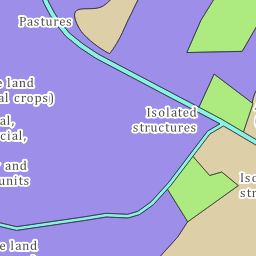 Pastures
e land
al crops)
al,
cial,
r and
units
Isolated
structures
Iso
str
e land